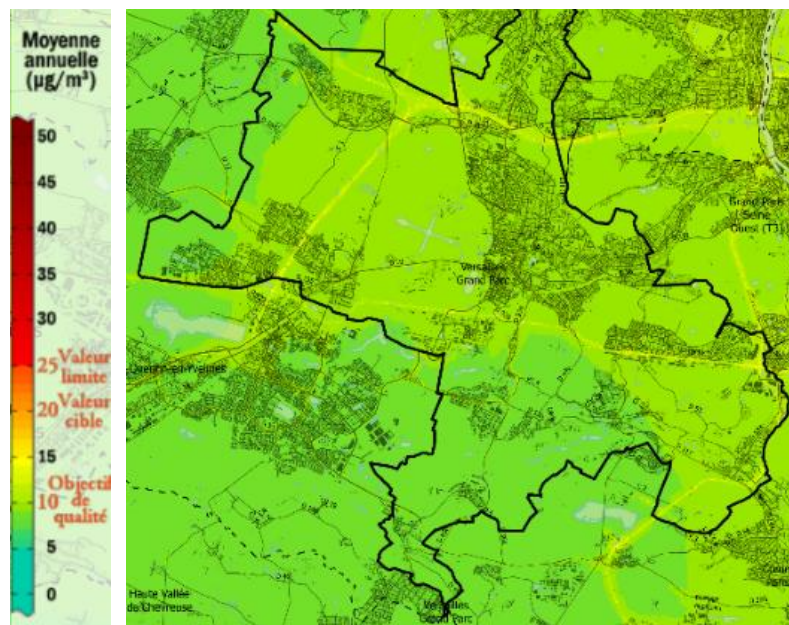 Moyenne
annuelle
(µg/m³)
50
45
40
35
30
25 Valeur
limite
20 Valeur
cible
15
Objectif
10 de
qualité
5
0
Grand Paris
Seine
Ouest (T3)
Versailles
Grand Parc
Haute Vallée
de Chevreuse
Versailles
Grand Parc